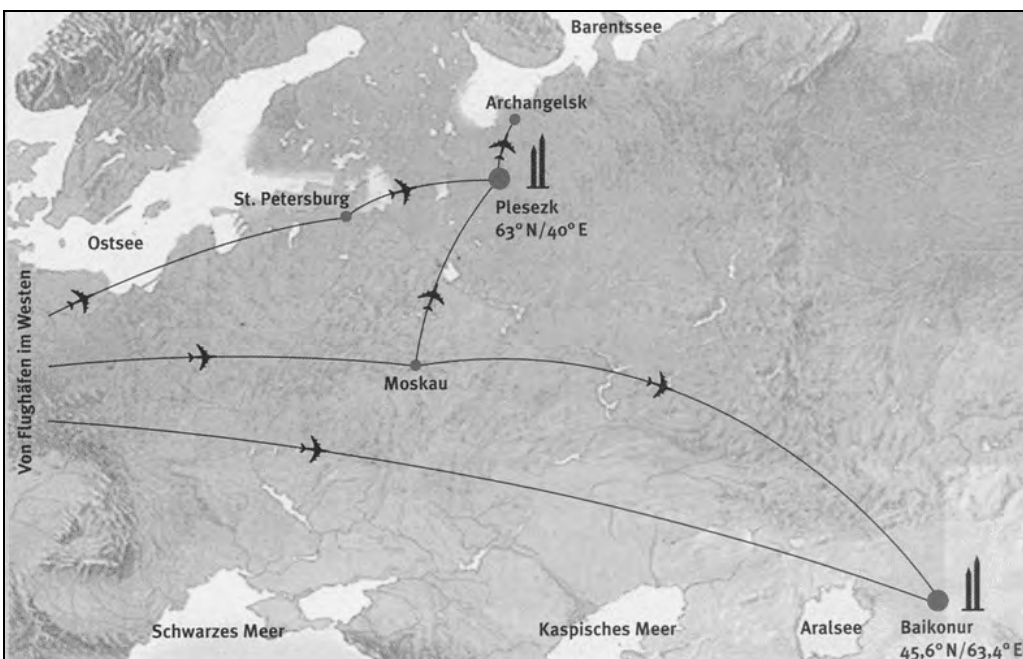 Barentssee
Archangelsk
St. Petersburg
Plesezk
63° N/40° E
Ostsee
Von Flughäfen im Westen
Moskau
Schwarzes Meer
Kaspisches Meer
Aralsee
Baikonur
45,6° N/63,4° E